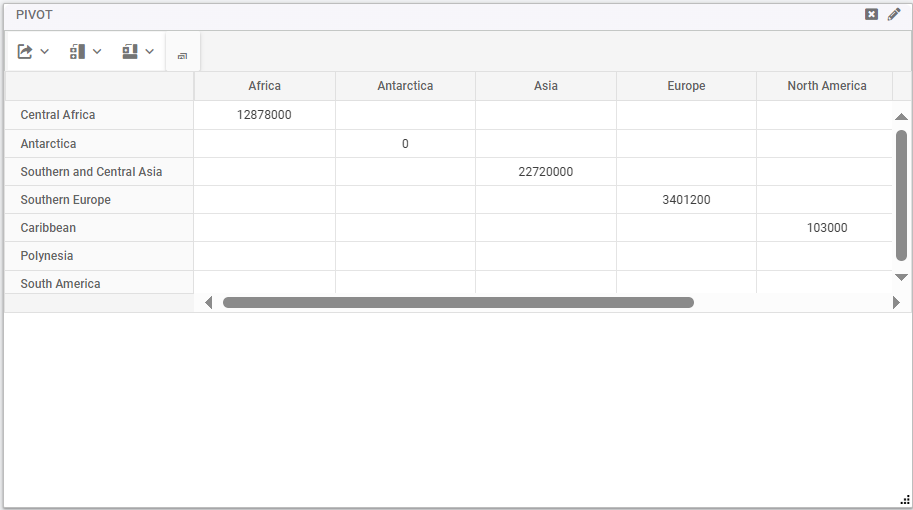 PIVOT
Africa Antarctica Asia Europe North America
Central Africa 12878000
Antarctica 0
Southern and Central Asia 22720000
Southern Europe 3401200
Caribbean 103000
Polynesia
South America